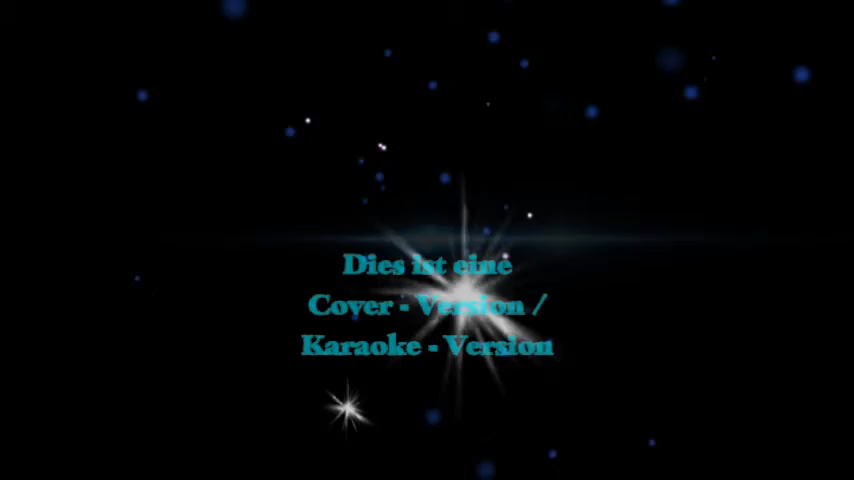 Dies ist eine
Cover - Version /
Karaoke - Version